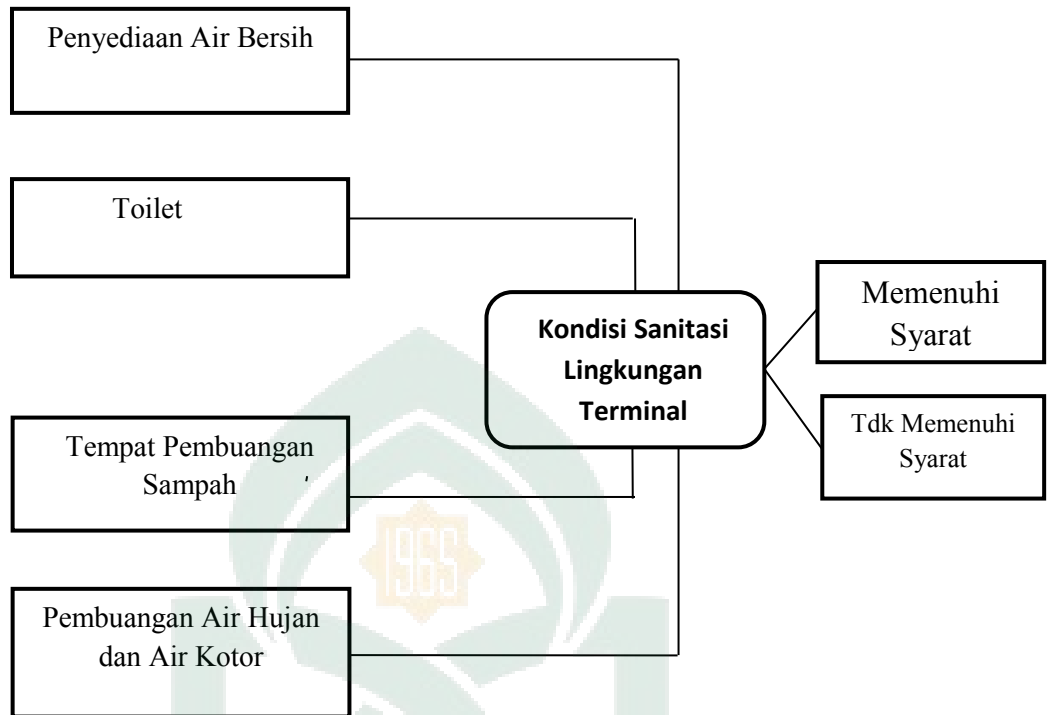 Penyediaan Air Bersih
Toilet
Tempat Pembuangan
Sampah
Pembuangan Air Hujan
dan Air Kotor
Kondisi Sanitasi
Lingkungan
Terminal
Memenuhi
Syarat
Tdk Memenuhi
Syarat
1965